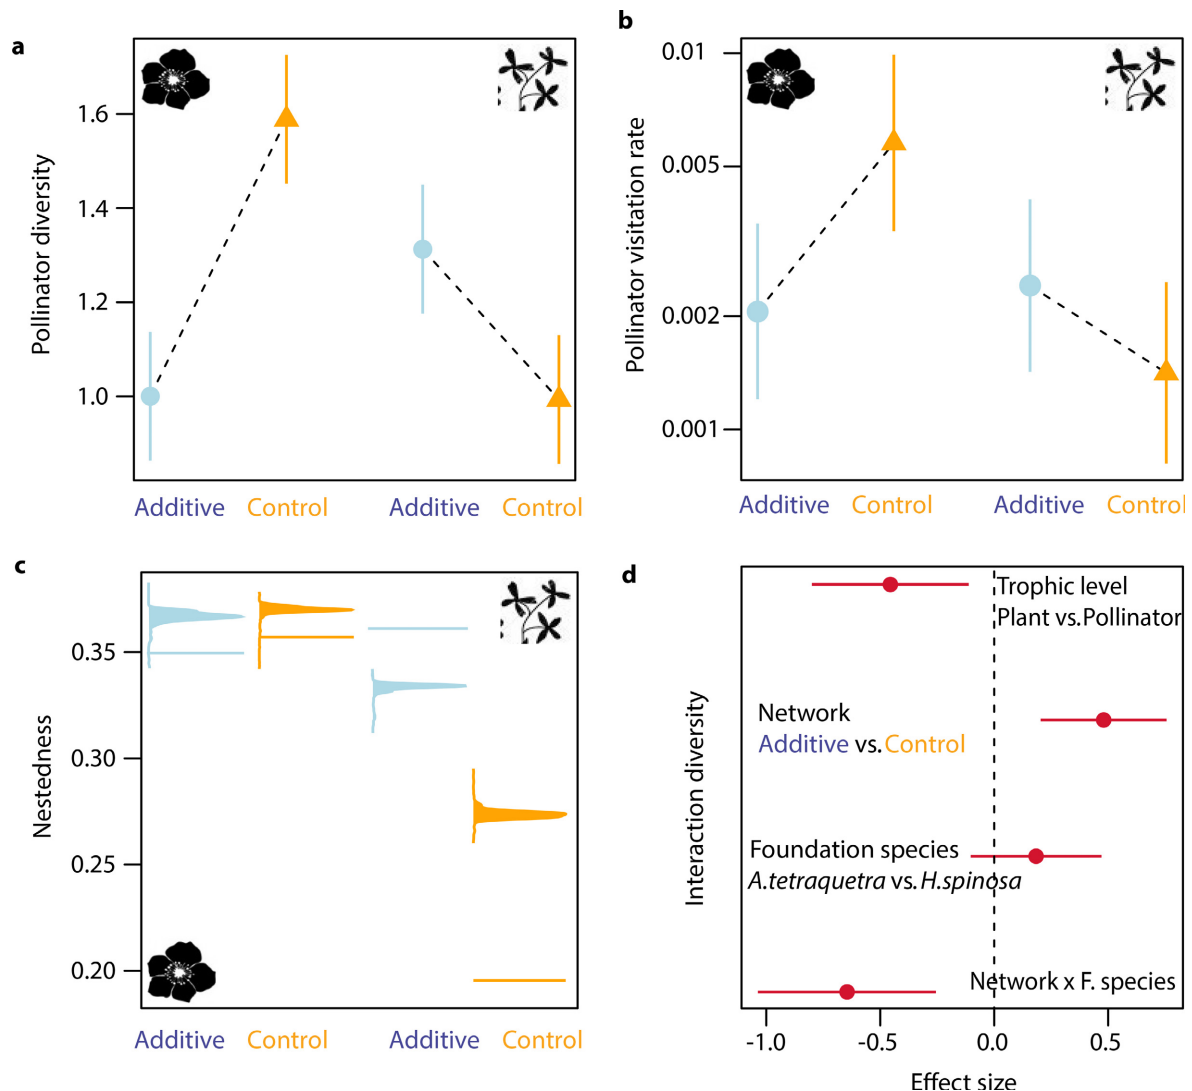 a
Pollinator diversity
1.6
1.4
1.2
1.0
Additive Control Additive Control
b
Pollinator visitation rate
0.01
0.005
0.002
0.001
Additive Control Additive Control
c
Nestedness
0.35
0.30
0.25
0.20
Additive Control Additive Control
d
Interaction diversity
Trophic level
Plant vs.Pollinator
Network
Additive vs.Control
Foundation species
A.tetraquetra vs.H.spinosa
Network x F. species
-1.0 -0.5 0.0 0.5
Effect size